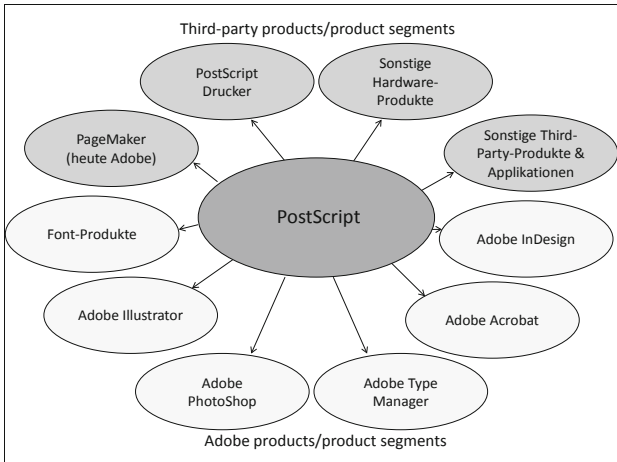 Third-party products/product segments
PostScript
Drucker
Sonstige
Hardware-
Produkte
PageMaker
(heute Adobe)
Sonstige Third-
Party-Produkte &
Applikationen
PostScript
Font-Produkte
Adobe InDesign
Adobe Illustrator
Adobe Acrobat
Adobe
PhotoShop
Adobe Type
Manager
Adobe products/product segments